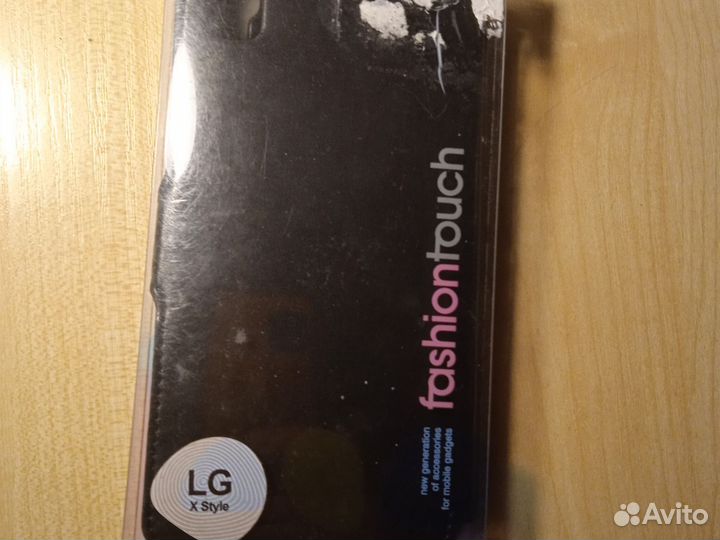 fashiontouch
new generation
of accessories
for mobile gadgets
LG
X Style
Avito